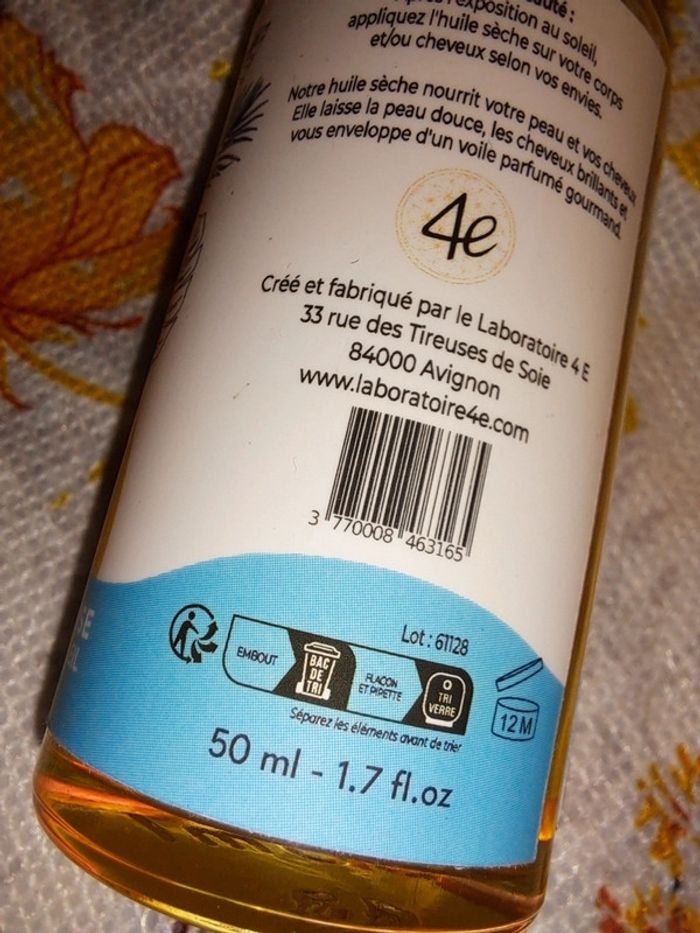 exposition au soleil,
appliquez l'huile sèche sur votre corps
et/ou cheveux selon vos envies.
Notre huile sèche nourrit votre peau et vos cheveux
Elle laisse la peau douce, les cheveux brillants et
vous enveloppe d'un voile parfumé gourmand.
4e
Créé et fabriqué par le Laboratoire 4 E
33 rue des Tireuses de Soie
84000 Avignon
www.laboratoire4e.com
3 770008 463165
Lot : 61128
EMBOUT
BAC
DE
TRI
FLACON
ET PIPETTE
TRI
VERRE
Séparez les éléments avant de trier
12 M
50 ml - 1.7 fl.oz